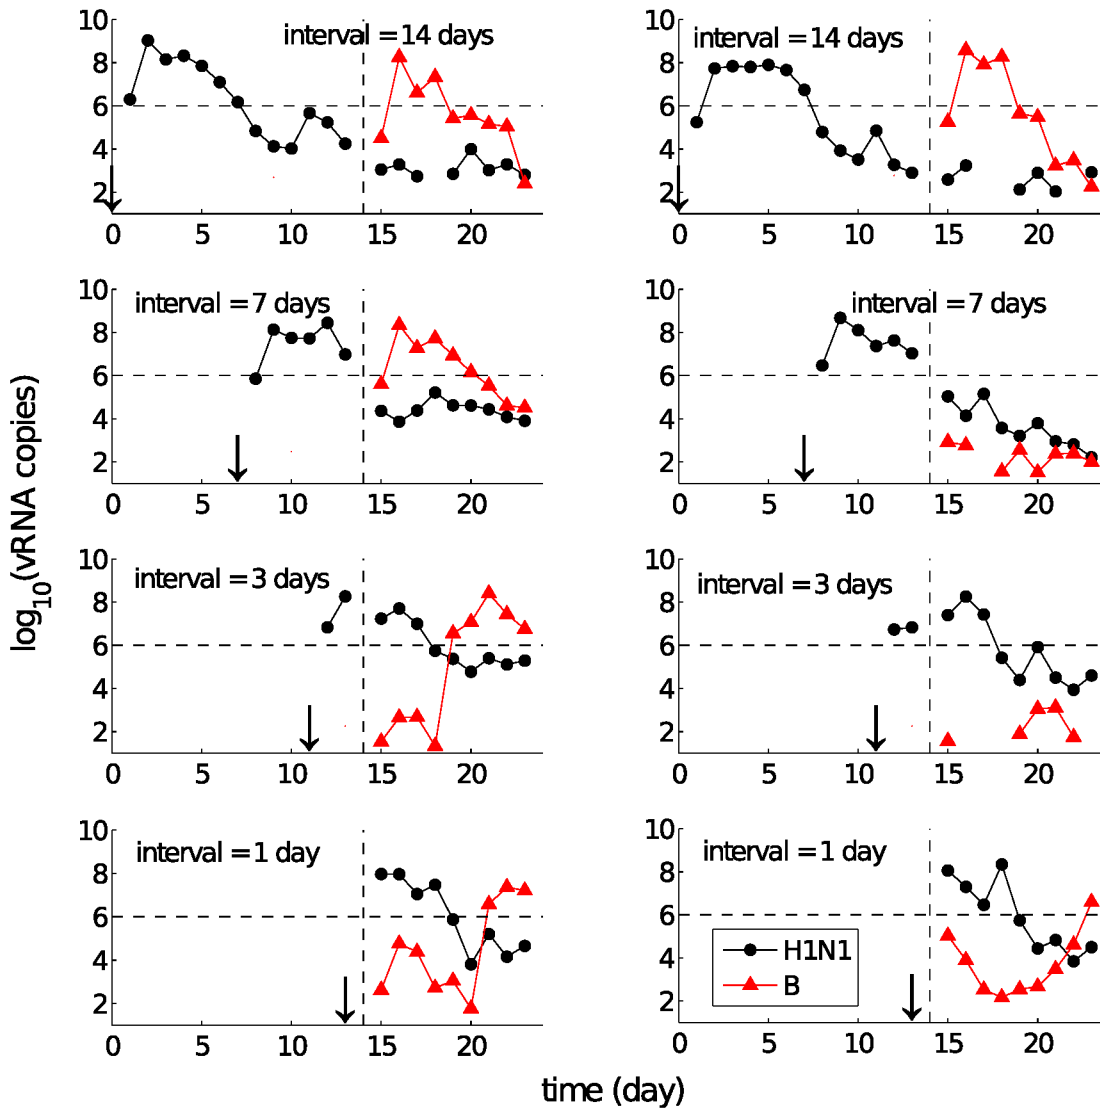 10
8
6
4
2
interval = 14 days
0 5 10 15 20
10
8
6
4
2
interval = 14 days
0 5 10 15 20
10
8
6
4
2
interval = 7 days
0 5 10 15 20
10
8
6
4
2
interval = 7 days
0 5 10 15 20
log10(vRNA copies)
10
8
6
4
2
interval = 3 days
0 5 10 15 20
10
8
6
4
2
interval = 3 days
0 5 10 15 20
10
8
6
4
2
interval = 1 day
0 5 10 15 20
10
8
6
4
2
interval = 1 day
H1N1
B
0 5 10 15 20
time (day)